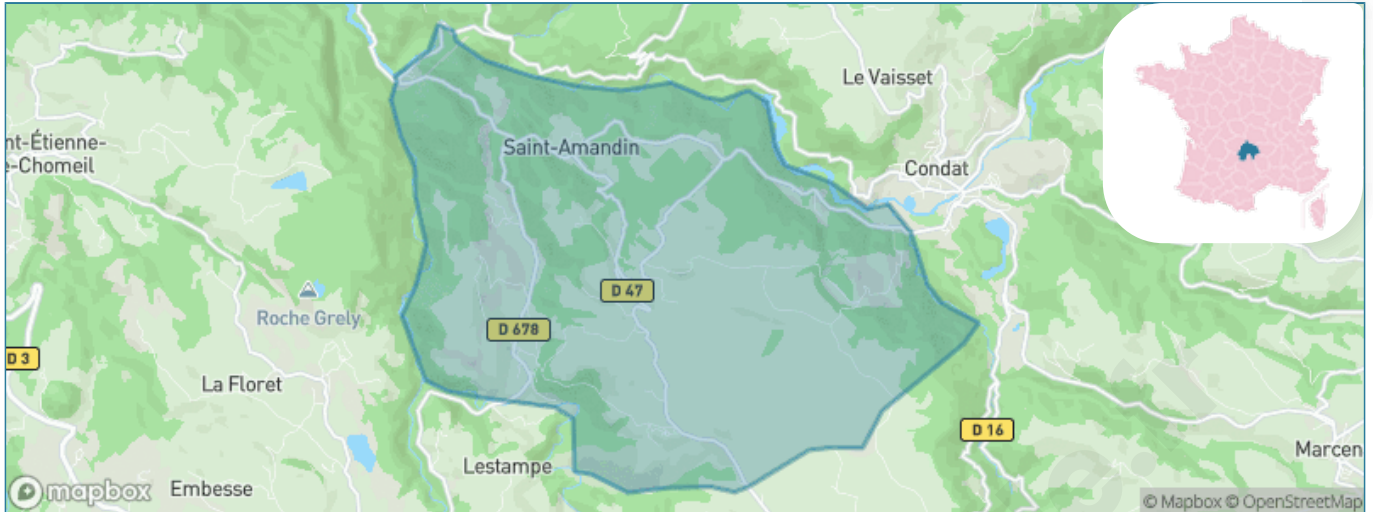 Le Vaisset
nt-Étienne-
e-Chomeil
Saint-Amandin
Condat
D 47
Roche Grely
D 678
D 3
La Floret
D 16
Lestampe
Marcen
Embesse
mapbox
© Mapbox © OpenStreetMap